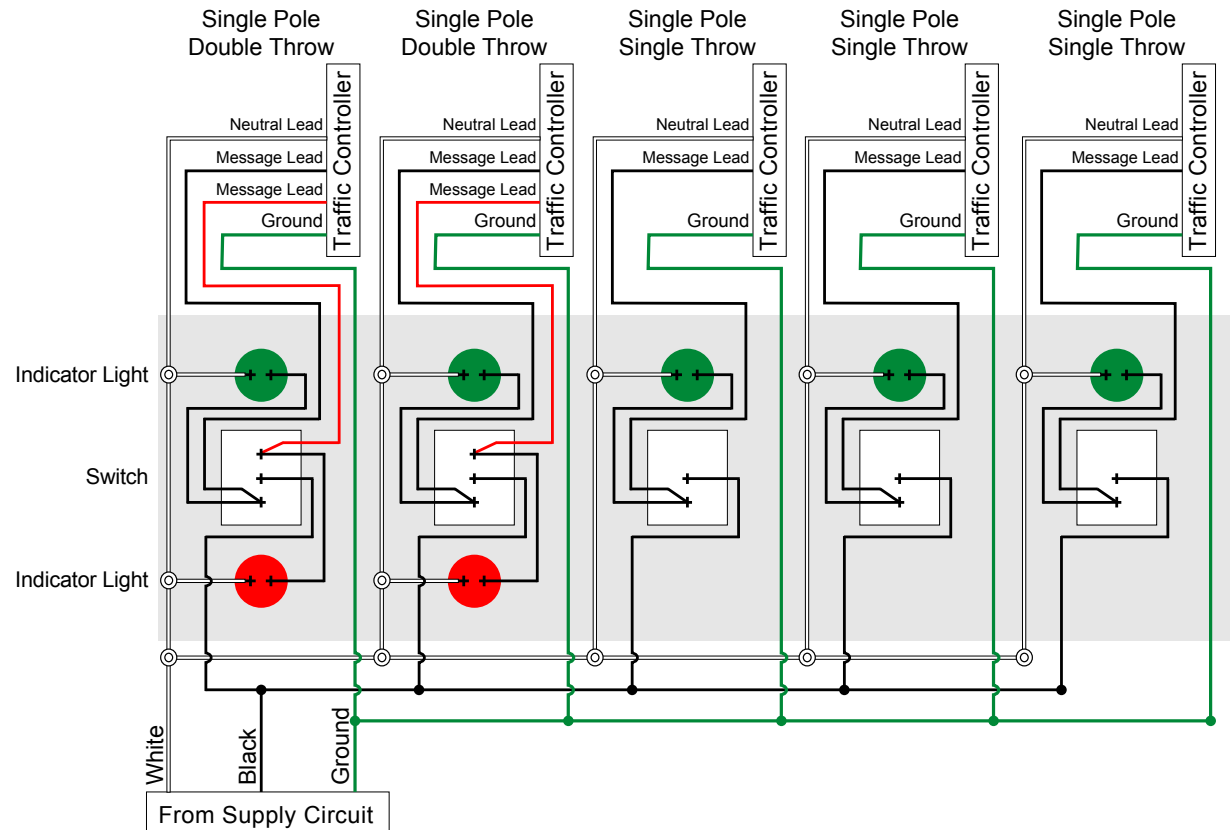 Single Pole
Double Throw
Single Pole
Double Throw
Single Pole
Single Throw
Single Pole
Single Throw
Single Pole
Single Throw
Neutral Lead
Message Lead
Message Lead
Ground
Traffic Controller
Neutral Lead
Message Lead
Message Lead
Ground
Traffic Controller
Neutral Lead
Message Lead
Ground
Traffic Controller
Neutral Lead
Message Lead
Ground
Traffic Controller
Neutral Lead
Message Lead
Ground
Traffic Controller
Indicator Light
Switch
Indicator Light
White
Black
Ground
From Supply Circuit